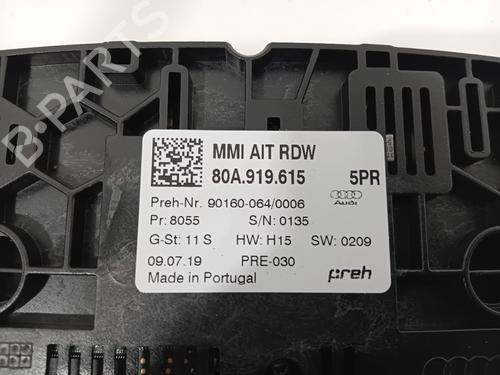 B-PARTS
MMI AIT RDW
80A.919.615 5PR
Preh-Nr. 90160-064/0006
Audi
Pr: 8055 S/N: 0135
G-St: 11 S HW: H15 SW: 0209
09.07.19 PRE-030
Made in Portugal preh